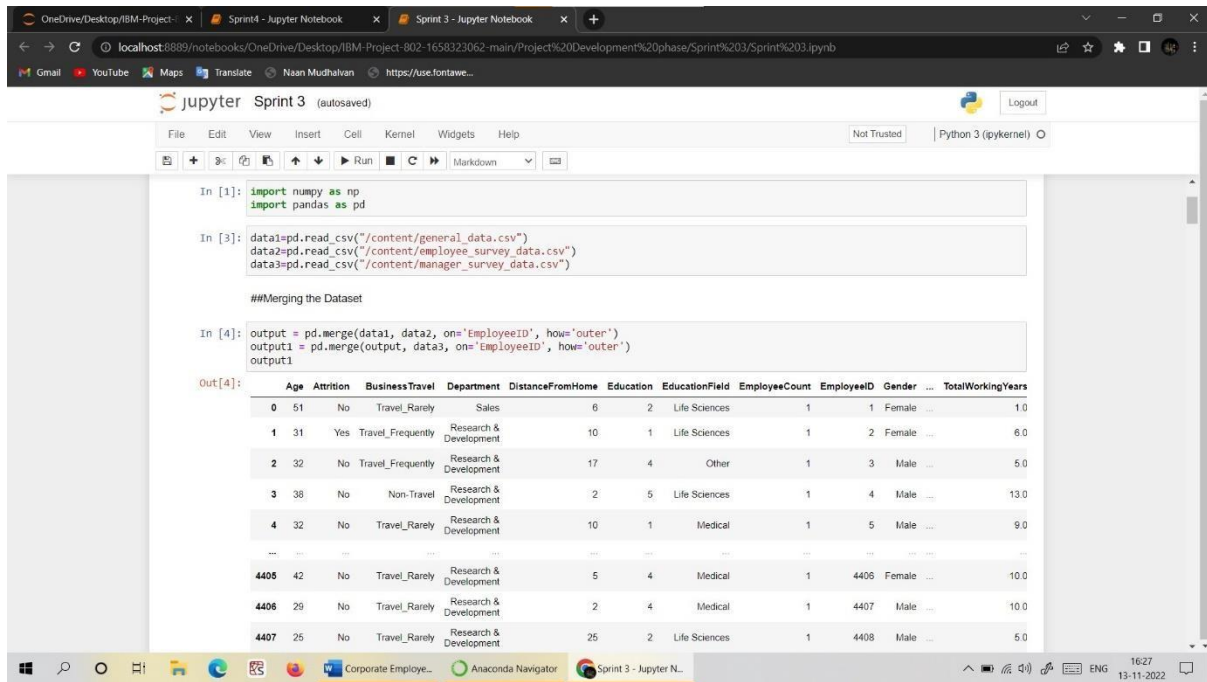 OneDrive/Desktop/IBM-Project-
Sprint4 - Jupyter Notebook
Sprint 3 - Jupyter Notebook
localhost:8889/notebooks/OneDrive/Desktop/IBM-Project-802-1658323062-main/Project%20Development%20phase/Sprint%203/Sprint%203.ipynb
Gmail YouTube Maps Translate Naan Mudhalvan https://use.fontawe...
jupyter Sprint 3 (autosaved) Logout
File Edit View Insert Cell Kernel Widgets Help Not Trusted Python 3 (ipykernel)
Run Markdown
In [1]: import numpy as np
import pandas as pd
In [3]: data1=pd.read_csv("/content/general_data.csv")
data2=pd.read_csv("/content/employee_survey_data.csv")
data3=pd.read_csv("/content/manager_survey_data.csv")
##Merging the Dataset
In [4]: output = pd.merge(data1, data2, on='EmployeeID', how='outer')
output1 = pd.merge(output, data3, on='EmployeeID', how='outer')
output1
Out[4]:
Age Attrition BusinessTravel Department DistanceFromHome Education EducationField EmployeeCount EmployeeID Gender ... TotalWorkingYears
0 51 No Travel_Rarely Sales 6 2 Life Sciences 1 1 Female ... 1.0
1 31 Yes Travel_Frequently Research & Development 10 1 Life Sciences 1 2 Female ... 6.0
2 32 No Travel_Frequently Research & Development 17 4 Other 1 3 Male ... 5.0
3 38 No Non-Travel Research & Development 2 5 Life Sciences 1 4 Male ... 13.0
4 32 No Travel_Rarely Research & Development 10 1 Medical 1 5 Male ... 9.0
... ... ... ... ... ... ... ... ... ... ... ... ...
4405 42 No Travel_Rarely Research & Development 5 4 Medical 1 4406 Female ... 10.0
4406 29 No Travel_Rarely Research & Development 2 4 Medical 1 4407 Male ... 10.0
4407 25 No Travel_Rarely Research & Development 25 2 Life Sciences 1 4408 Male ... 5.0
Corporate Employe... Anaconda Navigator Sprint 3 - Jupyter N... ENG 16:27
13-11-2022